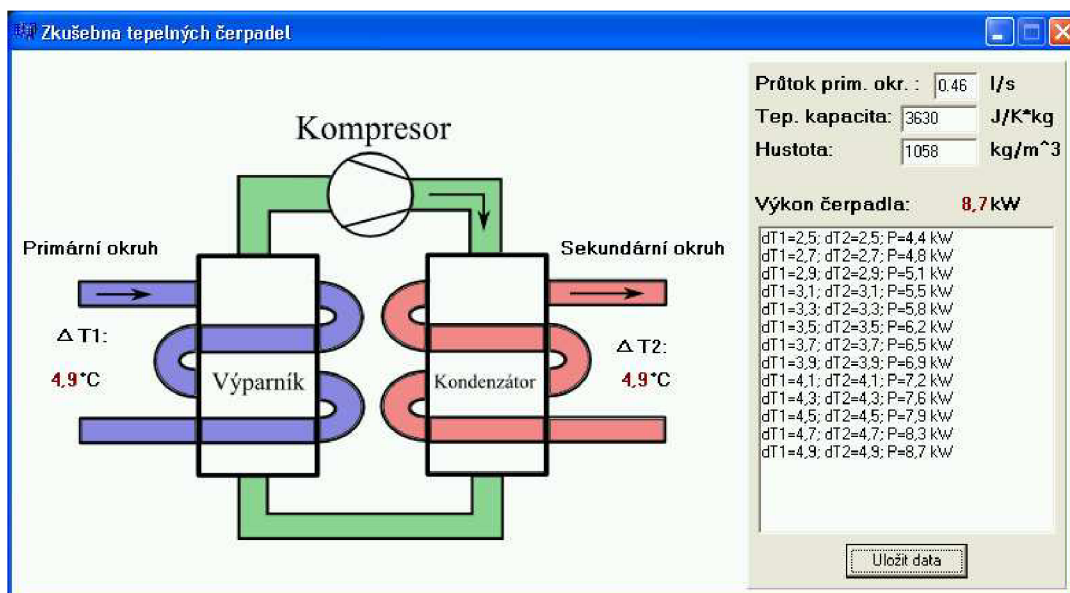 Zkušebna tepelných čerpadel
Kompresor
Primární okruh
Sekundární okruh
Δ T1:
4,9°C
Výparník
Kondenzátor
Δ T2:
4,9°C
Průtok prim. okr. : 0.46 l/s
Tep. kapacita: 3630 J/K*kg
Hustota: 1058 kg/m^3
Výkon čerpadla: 8,7kW
dT1=2,5; dT2=2,5; P=4,4 kW
dT1=2,7; dT2=2,7; P=4,8 kW
dT1=2,9; dT2=2,9; P=5,1 kW
dT1=3,1; dT2=3,1; P=5,5 kW
dT1=3,3; dT2=3,3; P=5,8 kW
dT1=3,5; dT2=3,5; P=6,2 kW
dT1=3,7; dT2=3,7; P=6,5 kW
dT1=3,9; dT2=3,9; P=6,9 kW
dT1=4,1; dT2=4,1; P=7,2 kW
dT1=4,3; dT2=4,3; P=7,6 kW
dT1=4,5; dT2=4,5; P=7,9 kW
dT1=4,7; dT2=4,7; P=8,3 kW
dT1=4,9; dT2=4,9; P=8,7 kW
Uložit data